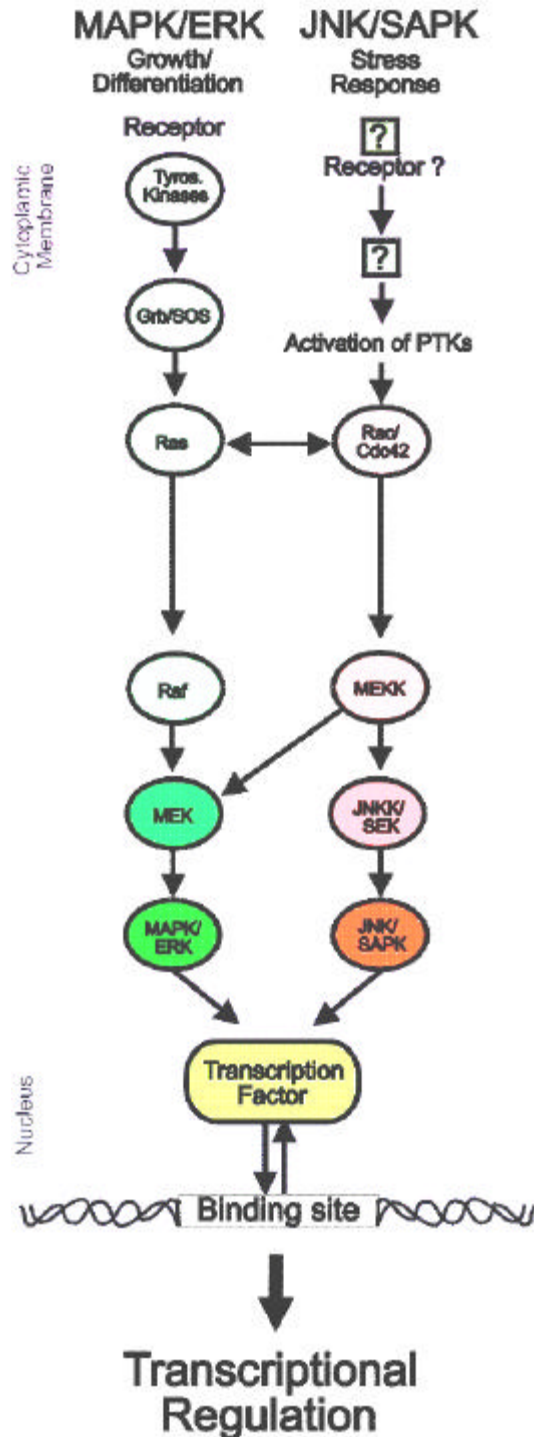 MAPK/ERK JNK/SAPK
Growth/
Differentiation
Stress
Response
Receptor
?
Receptor ?
Tyros.
Kinases
Cytoplamic
Membrane
?
Grb/SOS
Activation of PTKs
Ras
Rac/
Cdc42
Raf
MEKK
MEK
JNKK/
SEK
MAPK/
ERK
JNK/
SAPK
Transcription
Factor
Nucleus
Binding site
Transcriptional
Regulation